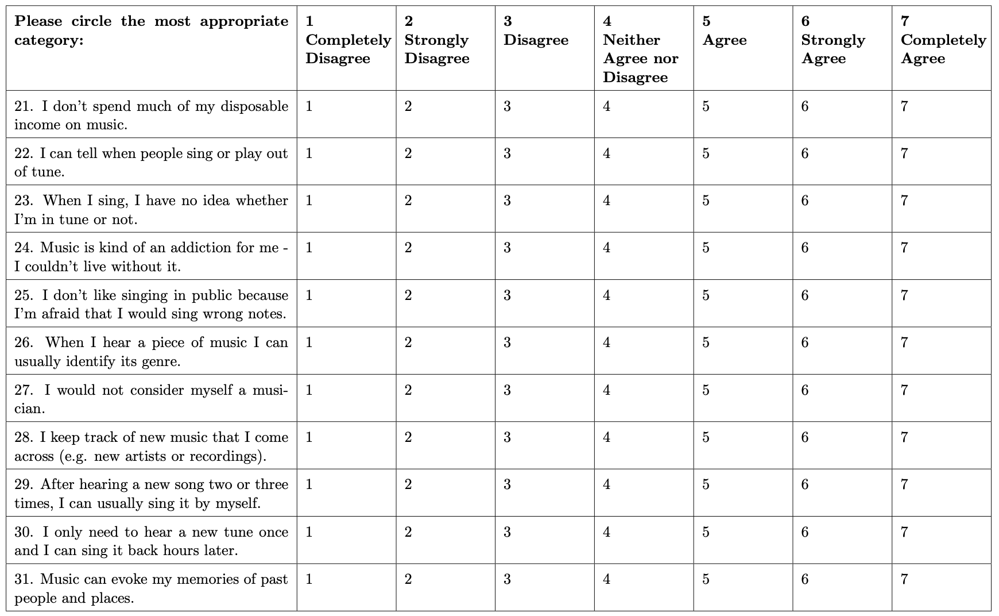 Please circle the most appropriate category: 1 Completely Disagree 2 Strongly Disagree 3 Disagree 4 Neither Agree nor Disagree 5 Agree 6 Strongly Agree 7 Completely Agree
21. I don't spend much of my disposable 1 2 3 4 5 6 7
income on music.
22. I can tell when people sing or play out 1 2 3 4 5 6 7
of tune.
23. When I sing, I have no idea whether 1 2 3 4 5 6 7
I'm in tune or not.
24. Music is kind of an addiction for me - 1 2 3 4 5 6 7
I couldn't live without it.
25. I don't like singing in public because 1 2 3 4 5 6 7
I'm afraid that I would sing wrong notes.
26. When I hear a piece of music I can 1 2 3 4 5 6 7
usually identify its genre.
27. I would not consider myself a musi- 1 2 3 4 5 6 7
cian.
28. I keep track of new music that I come 1 2 3 4 5 6 7
across (e.g. new artists or recordings).
29. After hearing a new song two or three 1 2 3 4 5 6 7
times, I can usually sing it by myself.
30. I only need to hear a new tune once 1 2 3 4 5 6 7
and I can sing it back hours later.
31. Music can evoke my memories of past 1 2 3 4 5 6 7
people and places.